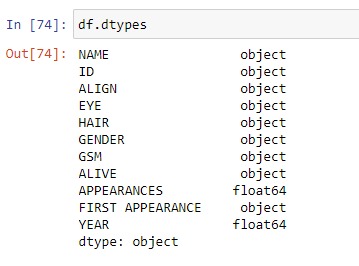 In [74]: df.dtypes
Out[74]: NAME object
ID object
ALIGN object
EYE object
HAIR object
GENDER object
GSM object
ALIVE object
APPEARANCES float64
FIRST APPEARANCE object
YEAR float64
dtype: object